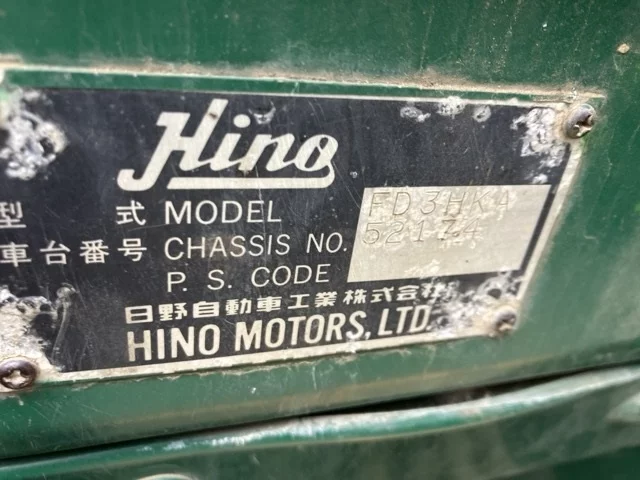 Hino
型 式 MODEL FD3HKA
車台番号 CHASSIS NO. 52174
P. S. CODE
日野自動車工業株式会社
HINO MOTORS, LTD.